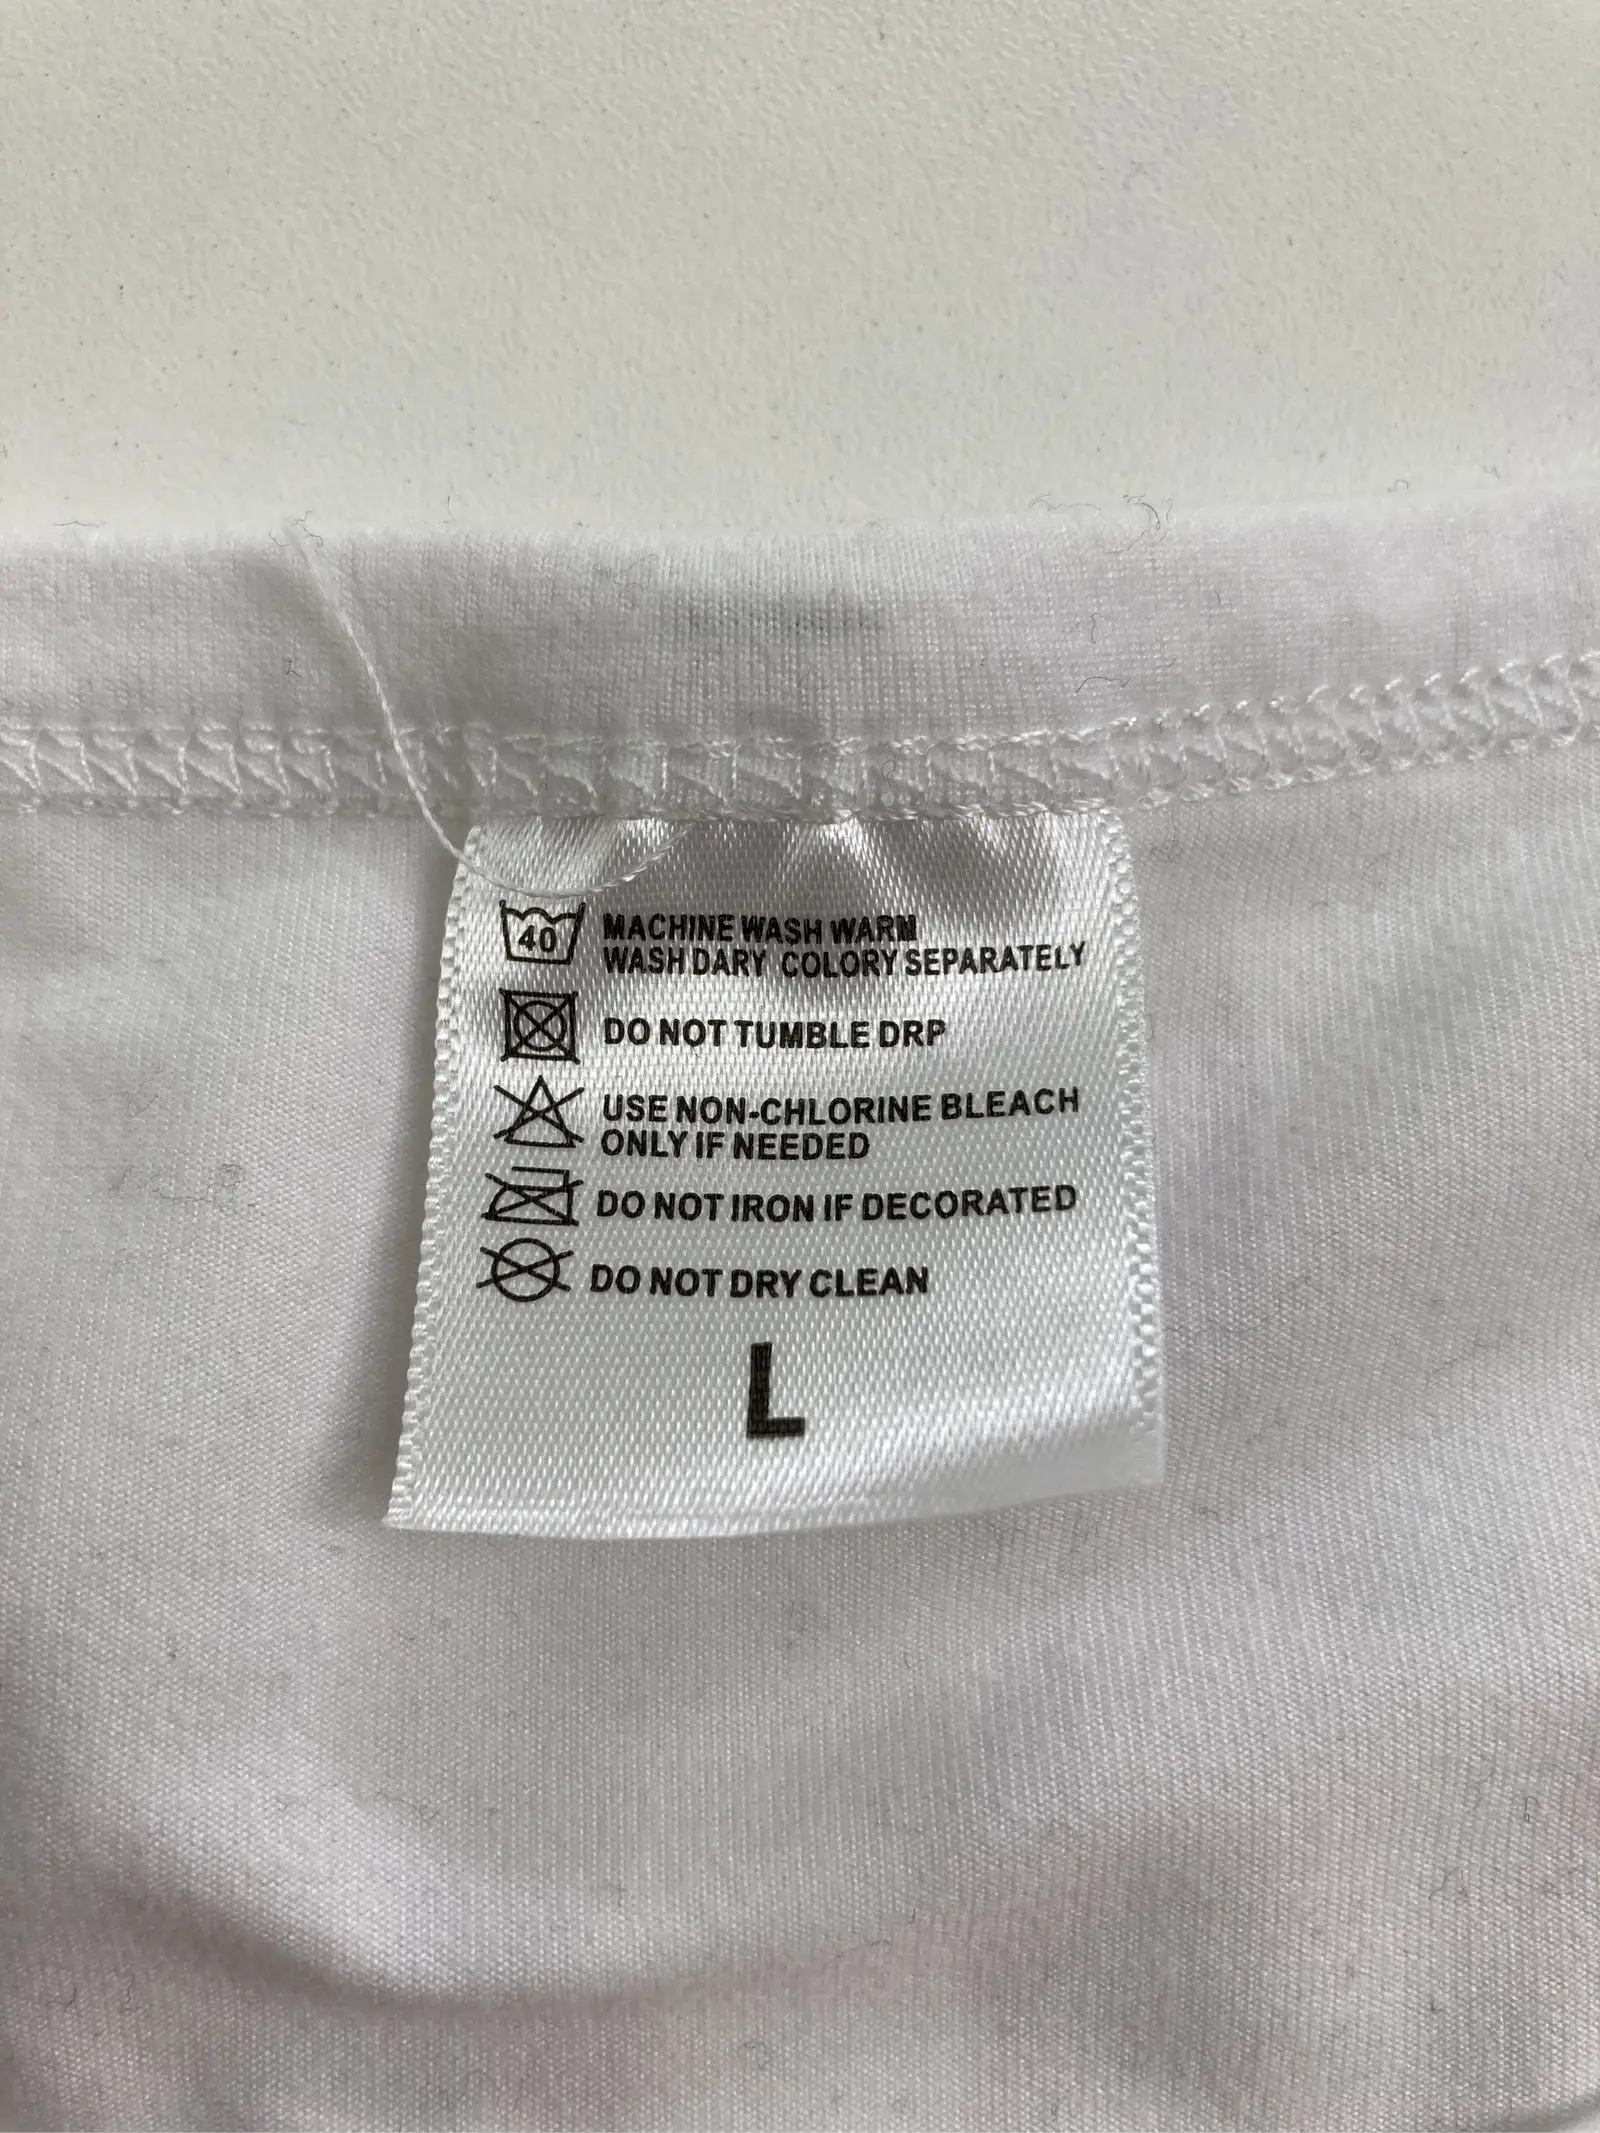 40 MACHINE WASH WARM
WASH DARY COLORY SEPARATELY
DO NOT TUMBLE DRP
USE NON-CHLORINE BLEACH
ONLY IF NEEDED
DO NOT IRON IF DECORATED
DO NOT DRY CLEAN
L